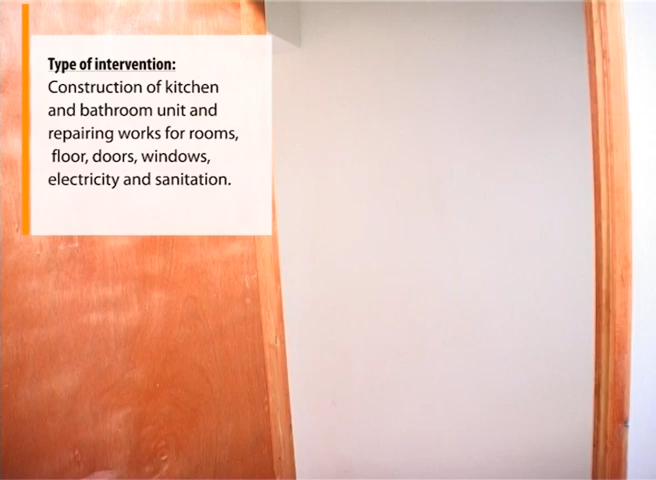 Type of intervention:
Construction of kitchen
and bathroom unit and
repairing works for rooms,
floor, doors, windows,
electricity and sanitation.